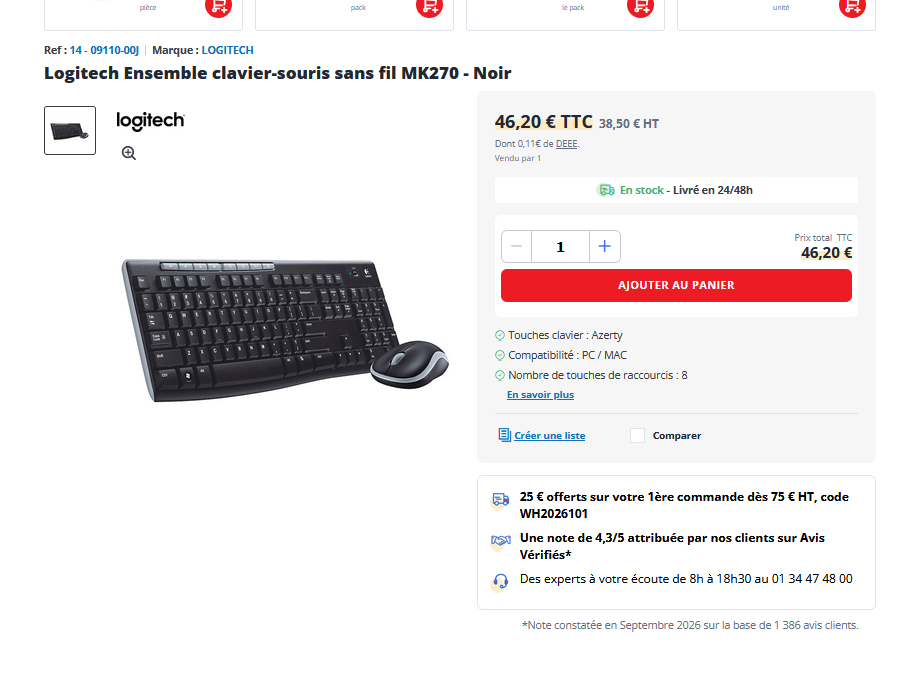 pièce
pack
le pack
unité
Ref : 14 - 09110-00J | Marque : LOGITECH
Logitech Ensemble clavier-souris sans fil MK270 - Noir
logitech
46,20 € TTC 38,50 € HT
Dont 0,11€ de DEEE.
Vendu par 1
En stock - Livré en 24/48h
1
Prix total TTC
46,20 €
AJOUTER AU PANIER
Touches clavier : Azerty
Compatibilité : PC / MAC
Nombre de touches de raccourcis : 8
En savoir plus
Créer une liste
Comparer
25 € offerts sur votre 1ère commande dès 75 € HT, code
WH2026101
Une note de 4,3/5 attribuée par nos clients sur Avis
Vérifiés*
Des experts à votre écoute de 8h à 18h30 au 01 34 47 48 00
*Note constatée en Septembre 2026 sur la base de 1 386 avis clients.